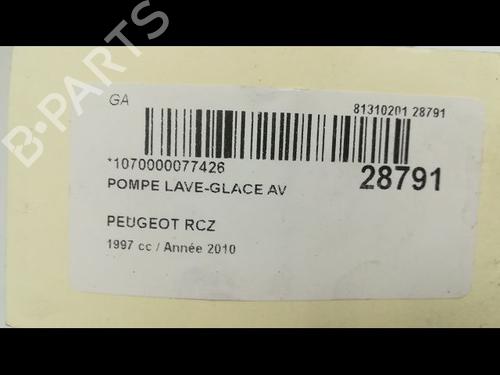 B-PARTS
GA
81310201 28791
*1070000077426
28791
POMPE LAVE-GLACE AV
PEUGEOT RCZ
1997 cc / Année 2010